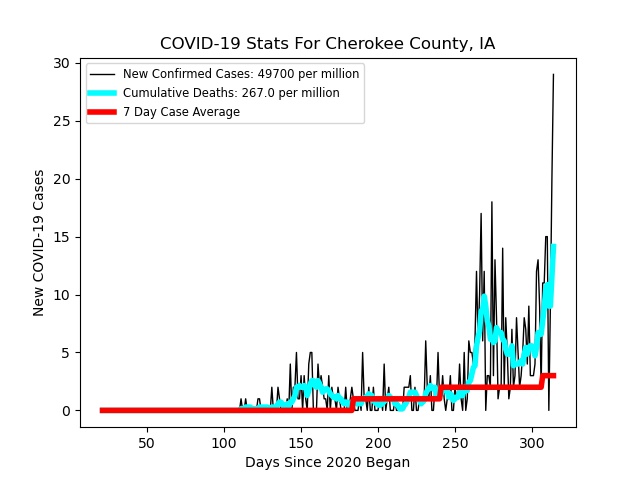 COVID-19 Stats For Cherokee County, IA
New Confirmed Cases: 49700 per million
Cumulative Deaths: 267.0 per million
7 Day Case Average
New COVID-19 Cases
30
25
20
15
10
5
0
50
100
150
200
250
300
Days Since 2020 Began